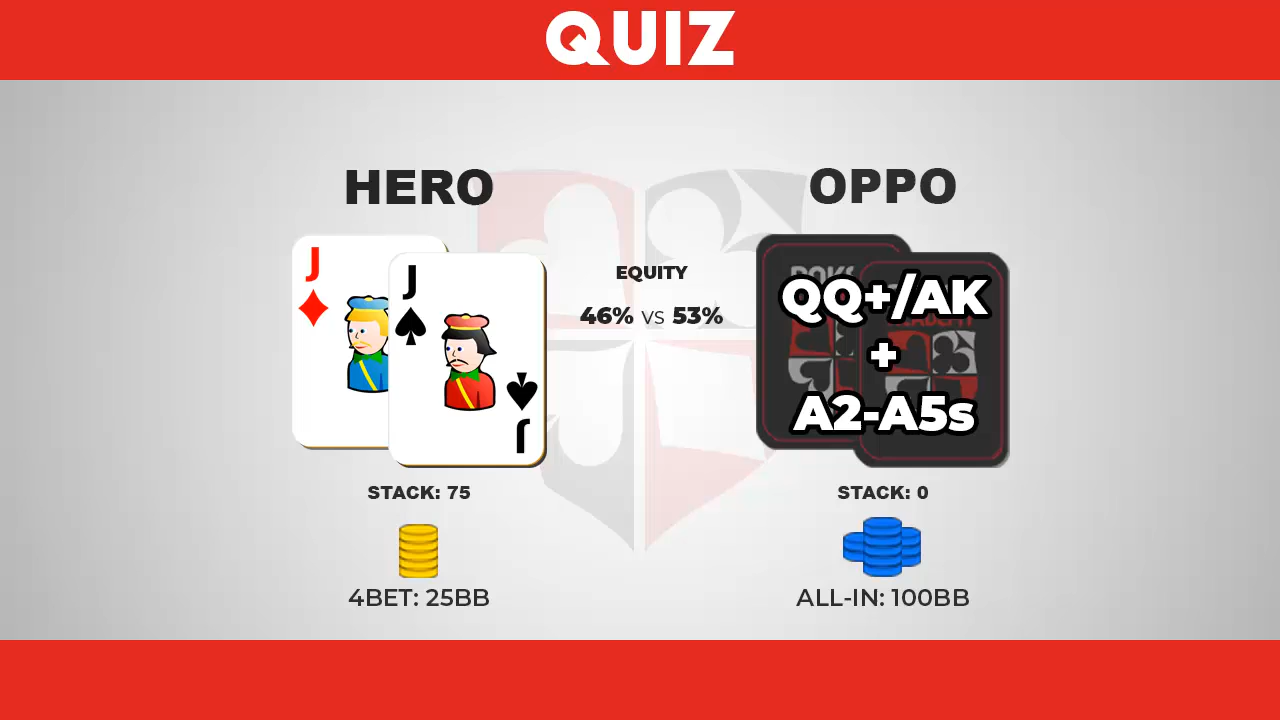 QUIZ
HERO
OPPO
J
J
J
EQUITY
46% VS 53%
QQ+/AK
+
A2-A5s
STACK: 75
STACK: 0
4BET: 25BB
ALL-IN: 100BB